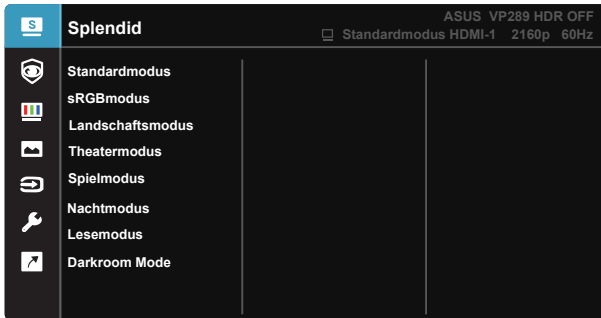 S
Splendid
ASUS VP289 HDR OFF
Standardmodus HDMI-1 2160p 60Hz
Standardmodus
sRGBmodus
Landschaftsmodus
Theatermodus
Spielmodus
Nachtmodus
Lesemodus
Darkroom Mode